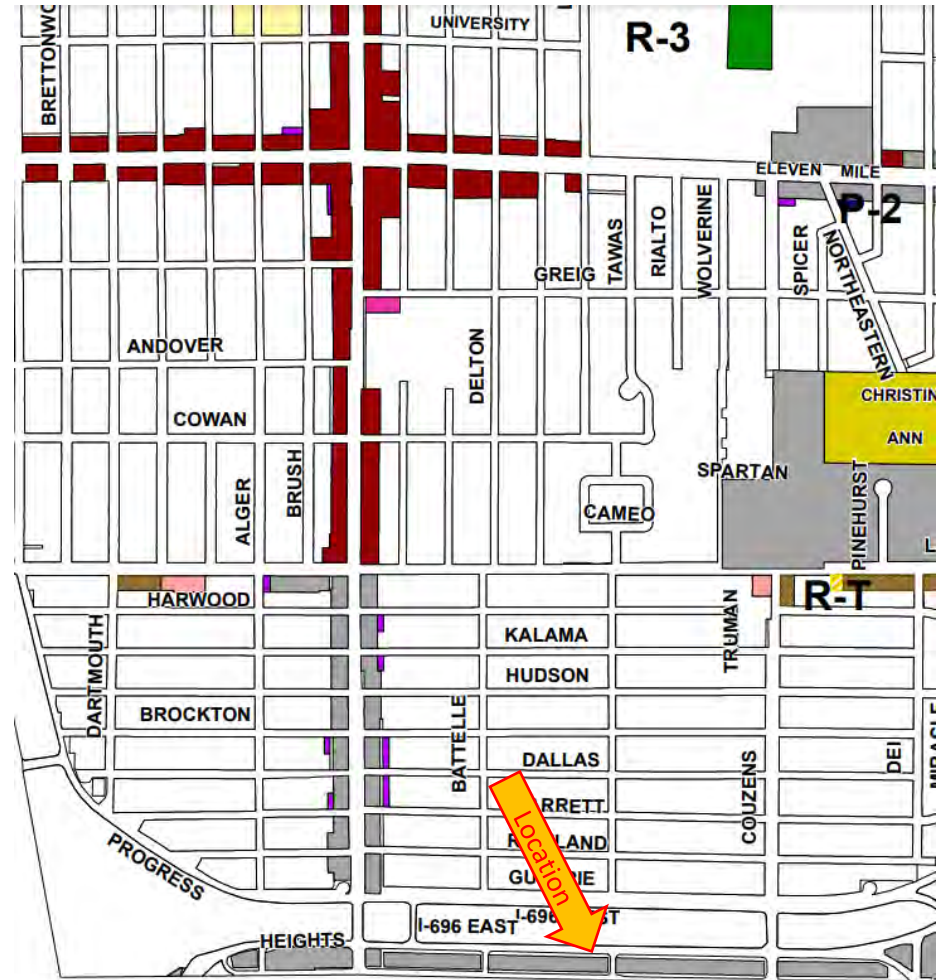 BRETTONWO
UNIVERSITY
R-3
ELEVEN MILE
P-2
GREIG
TAWAS
RIALTO
WOLVERINE
SPICER
NORTHEASTERN
ANDOVER
DELTON
CHRISTIN
COWAN
ANN
ALGER
BRUSH
SPARTAN
CAMEO
PINEHURST
L
HARWOOD
R-T
DARTMOUTH
KALAMA
TRUMAN
HUDSON
BROCKTON
BATTELLE
DALLAS
COUZENS
DEI
MIRACLE
RRETT
Location
LAND
PROGRESS
GU
IE
I-696 EAST
I-696
ST
HEIGHTS